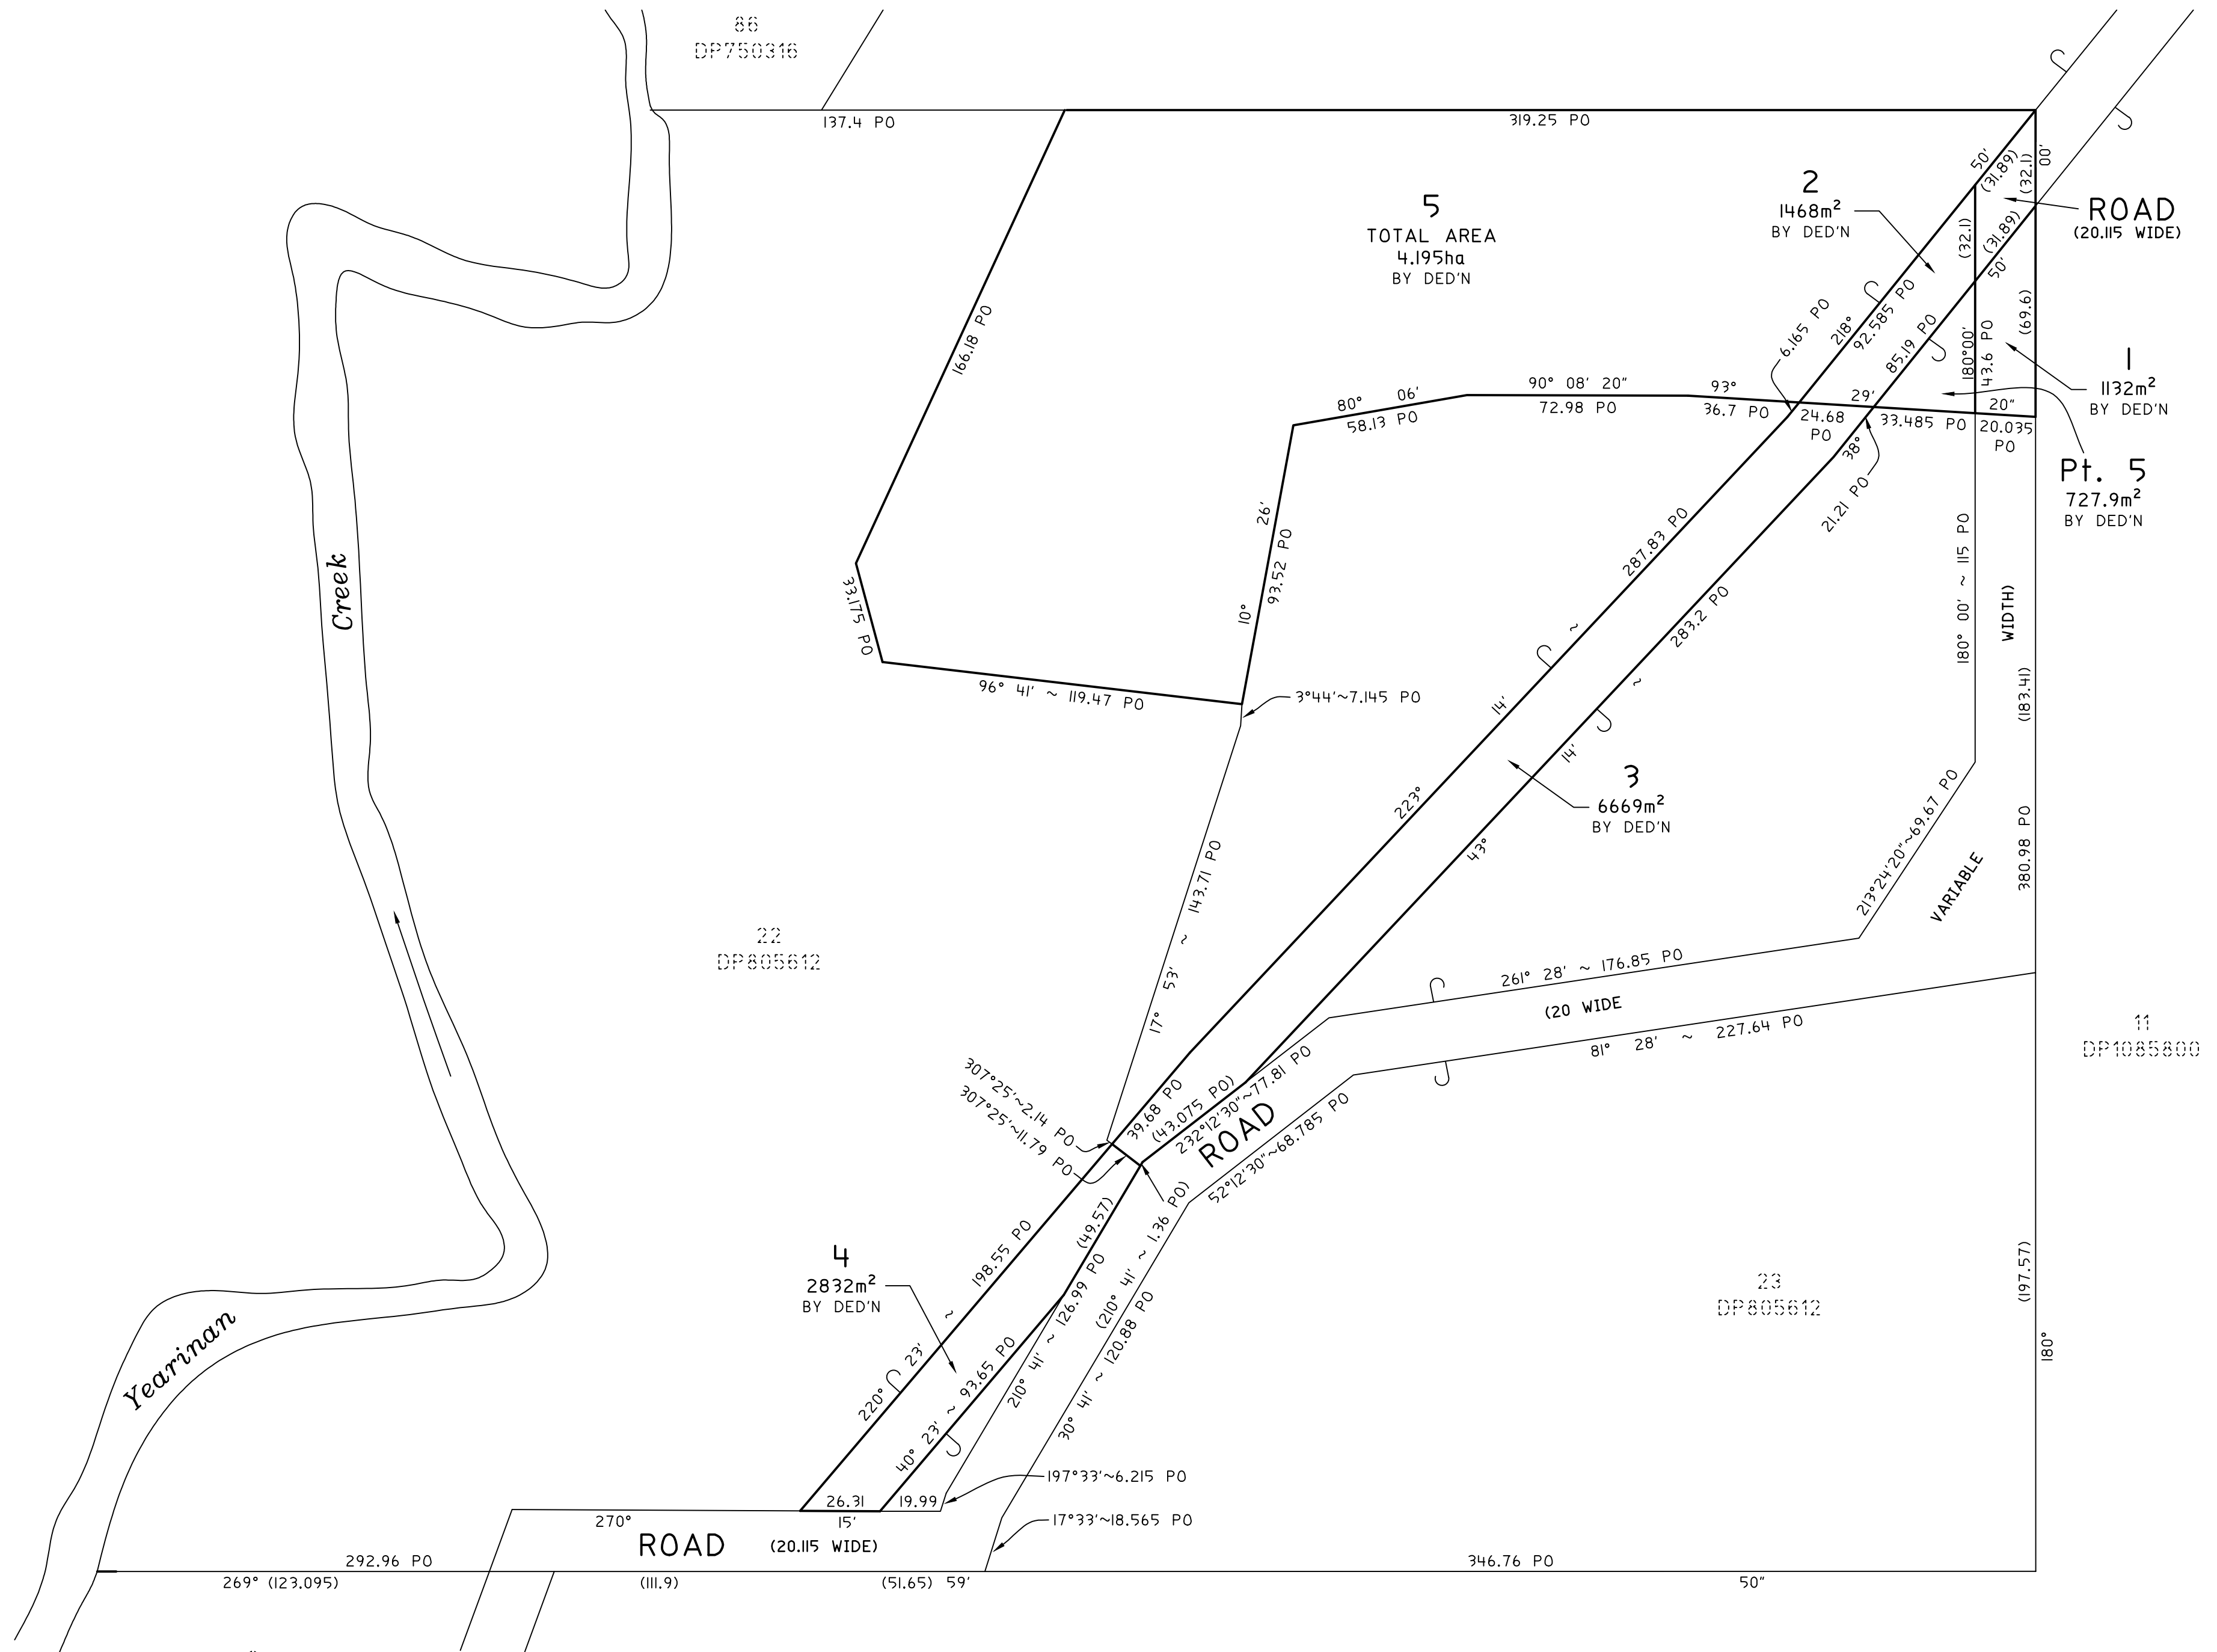 86
DP750316
137.4 PO
319.25 PO
50'
(31.89)
(32.1)
00'
2
1468m²
BY DED'N
ROAD
(20.115 WIDE)
5
TOTAL AREA
4.195ha
BY DED'N
(32.1)
(31.89)
50'
166.18 PO
6.165 PO
218°
92.585 PO
85.19 PO
180°00'
43.6 PO
(69.6)
1
1132m²
BY DED'N
80° 06'
58.13 PO
90° 08' 20"
72.98 PO
93°
36.7 PO
24.68
PO
29'
33.485 PO
20"
20.035
PO
38°
21.21 PO
Pt. 5
727.9m²
BY DED'N
26'
93.52 PO
10°
287.83 PO
283.2 PO
180° 00' ~ 115 PO
WIDTH)
Creek
33.175 PO
96° 41' ~ 119.47 PO
3°44'~7.145 PO
~
14'
~
14'
(183.41)
3
6669m²
BY DED'N
223°
43°
213°24'20"~69.67 PO
380.98 PO
VARIABLE
17° 53' ~ 143.71 PO
22
DP805612
261° 28' ~ 176.85 PO
(20 WIDE
81° 28' ~ 227.64 PO
11
DP1085800
307°25'~2.14 PO
307°25'~11.79 PO
39.68 PO
(43.075 PO)
232°12'30"~77.81 PO
ROAD
52°12'30"~68.785 PO
(49.57)
(210° 41' ~ 1.36 PO)
4
2832m²
BY DED'N
198.55 PO
~
220° 23'
210° 41' ~ 126.99 PO
30° 41' ~ 120.88 PO
40° 23' ~ 93.65 PO
23
DP805612
(197.57)
180°
Yearinan
197°33'~6.215 PO
26.31
19.99
270°
15'
17°33'~18.565 PO
ROAD
(20.115 WIDE)
292.96 PO
346.76 PO
269° (123.095)
(111.9)
(51.65) 59'
50"